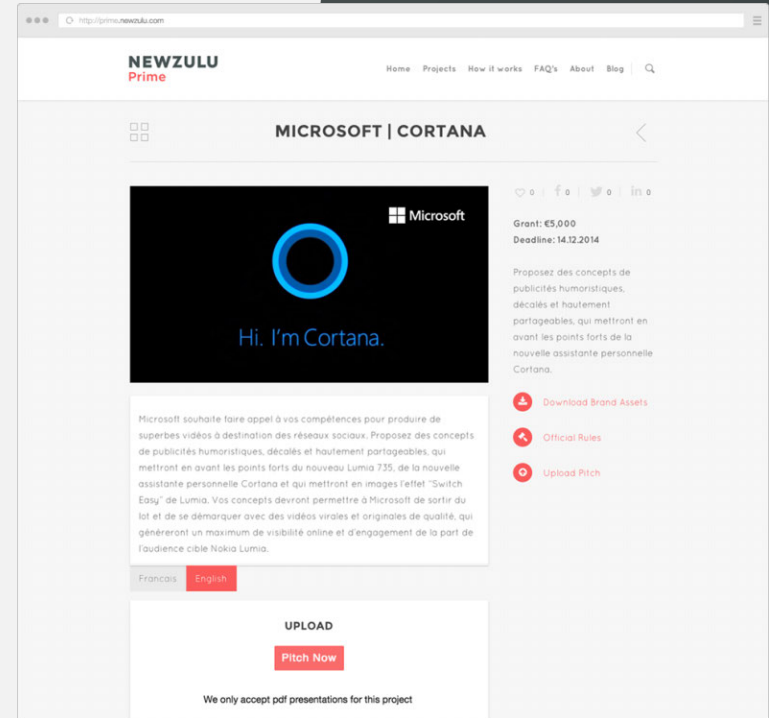 http://prime.newzulu.com
NEWZULU
Prime
Home Projects How it works FAQ's About Blog
MICROSOFT | CORTANA
Microsoft
Hi. I'm Cortana.
0 0 0 in 0
Grant: €5,000
Deadline: 14.12.2014
Proposez des concepts de
publicités humoristiques,
décalés et hautement
partageables, qui mettront en
avant les points forts de la
nouvelle assistante personnelle
Cortana.
Download Brand Assets
Official Rules
Upload Pitch
Microsoft souhaite faire appel à vos compétences pour produire de
superbes vidéos à destination des réseaux sociaux. Proposez des concepts
de publicités humoristiques, décalés et hautement partageables, qui
mettront en avant les points forts du nouveau Lumia 735, de la nouvelle
assistante personnelle Cortana et qui mettront en images l'effet "Switch
Easy" de Lumia. Vos concepts devront permettre à Microsoft de sortir du
lot et de se démarquer avec des vidéos virales et originales de qualité, qui
généreront un maximum de visibilité online et d'engagement de la part de
l'audience cible Nokia Lumia.
Francais English
UPLOAD
Pitch Now
We only accept pdf presentations for this project